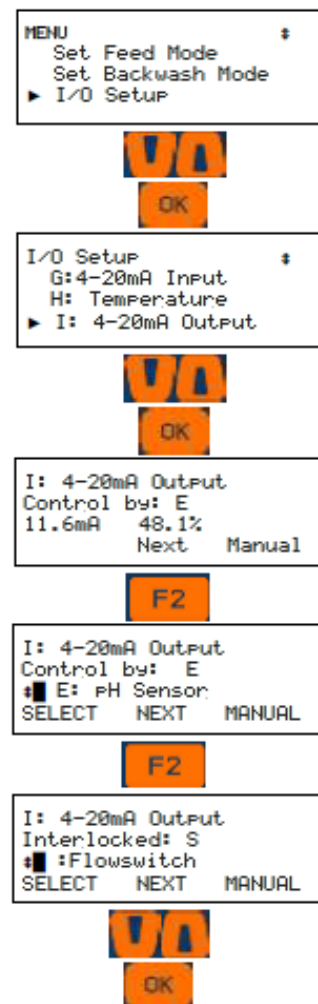 MENU
Set Feed Mode
Set Backwash Mode
► I/O Setup
OK
I/O Setup
G:4-20mA Input
H: Temperature
► I: 4-20mA Output
OK
I: 4-20mA Output
Control by: E
11.6mA 48.1%
Next Manual
F2
I: 4-20mA Output
Control by: E
E: pH Sensor
SELECT NEXT MANUAL
F2
I: 4-20mA Output
Interlocked: S
:Flowswitch
SELECT NEXT MANUAL
OK